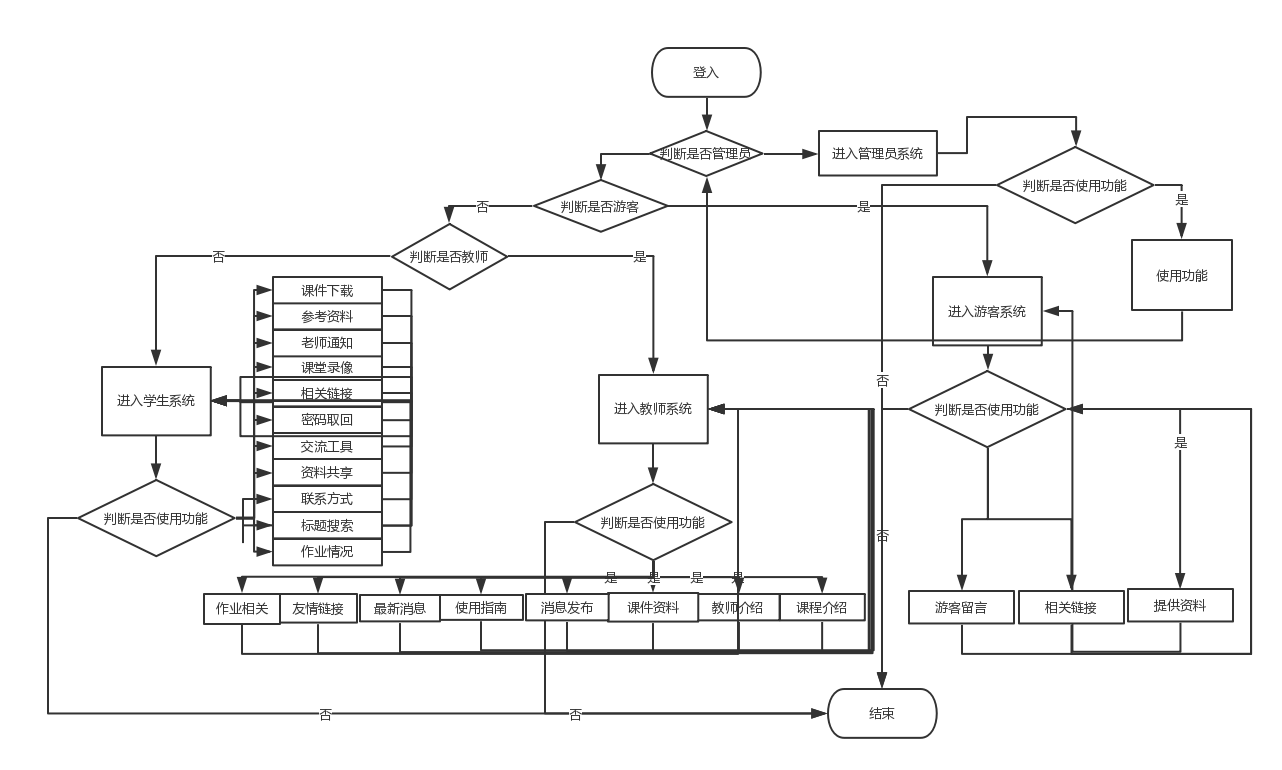 登入
判断是否管理员
进入管理员系统
判断是否使用功能
是
使用功能
判断是否游客
否
是
判断是否教师
否
是
进入游客系统
课件下载
参考资料
老师通知
课堂录像
相关链接
密码取回
交流工具
资料共享
联系方式
标题搜索
作业情况
进入学生系统
进入教师系统
否
判断是否使用功能
是
判断是否使用功能
判断是否使用功能
否
是
是
是
是
作业相关
友情链接
最新消息
使用指南
消息发布
课件资料
教师介绍
课程介绍
游客留言
相关链接
提供资料
否
否
结束